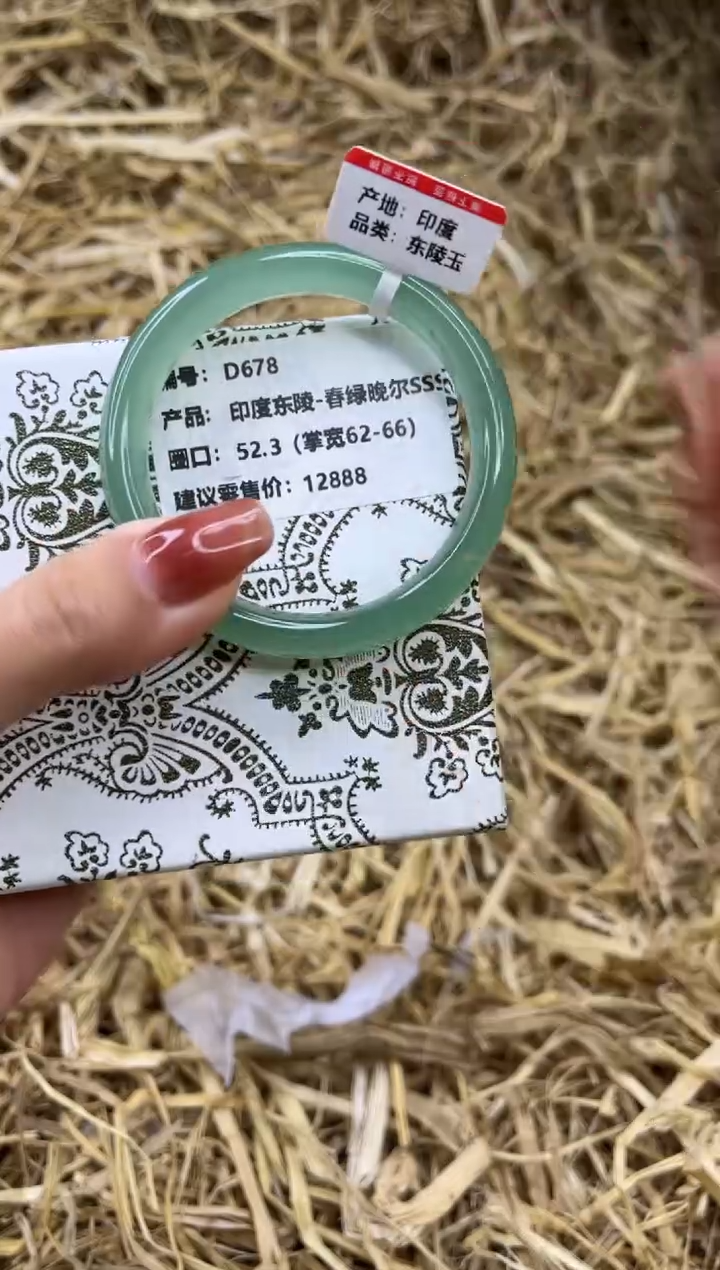 产地：印度
品类：东陵玉
编号：D678
产品：印度东陵-春绿晚尔SSS
圈口：52.3（掌宽62-66）
建议零售价：12888